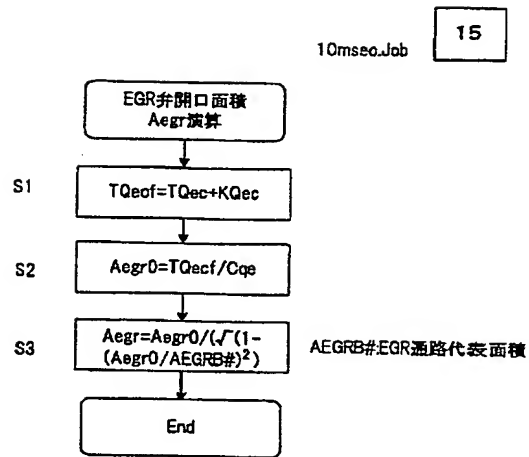 15
10msec.Job
EGR弁開口面積
Aegr演算
S1
TQecf=TQec+KQec
S2
Aegr0=TQecf/Cqe
S3
Aegr=Aegr0/(√(1-
(Aegr0/AEGRB#)²)
AEGRB#:EGR通路代表面積
End